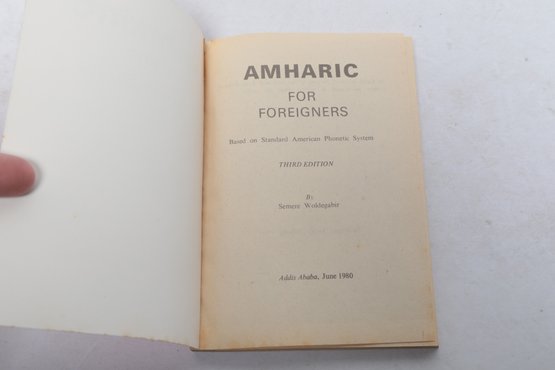 AMHARIC
FOR
FOREIGNERS
Based on Standard American Phonetic System
THIRD EDITION
By
Semere Woldegabir
Addis Ababa, June 1980